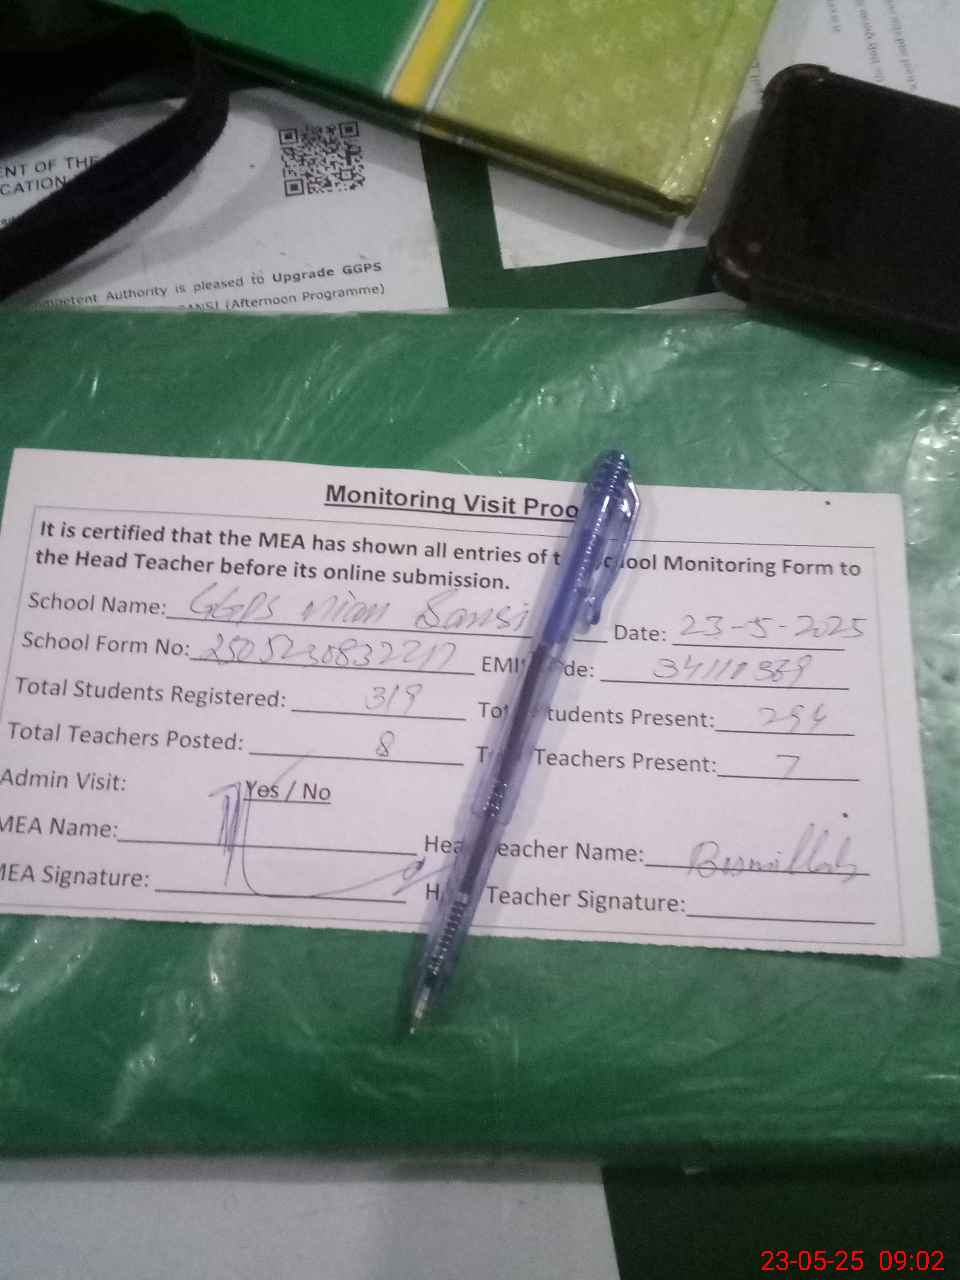 ENT OF THE
CATION
mpetent Authority is pleased to Upgrade GGPS
ANSI (Afternoon Programme)
Monitoring Visit Proo
It is certified that the MEA has shown all entries of t chool Monitoring Form to
the Head Teacher before its online submission.
School Name: GGPS Mian Sansi Date: 23-5-2025
School Form No: EMI de:
Total Students Registered: 319 Tot tudents Present: 294
Total Teachers Posted: 8 T Teachers Present: 7
Admin Visit: Yes / No
MEA Name: Hea eacher Name: Bismillah
MEA Signature: H Teacher Signature:
23-05-25 09:02